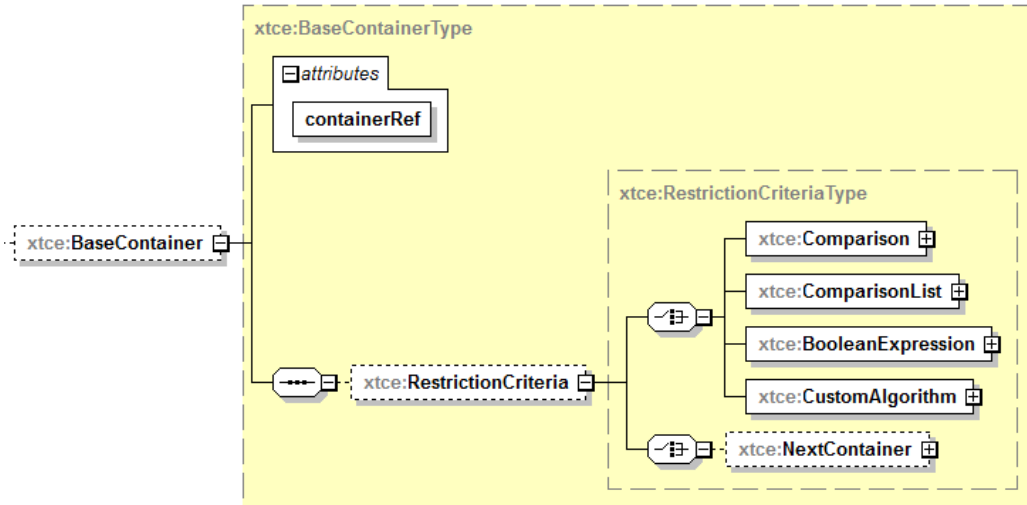 xtce:BaseContainerType
attributes
containerRef
xtce:RestrictionCriteriaType
xtce:Comparison
xtce:BaseContainer
xtce:ComparisonList
xtce:BooleanExpression
xtce:RestrictionCriteria
xtce:CustomAlgorithm
xtce:NextContainer